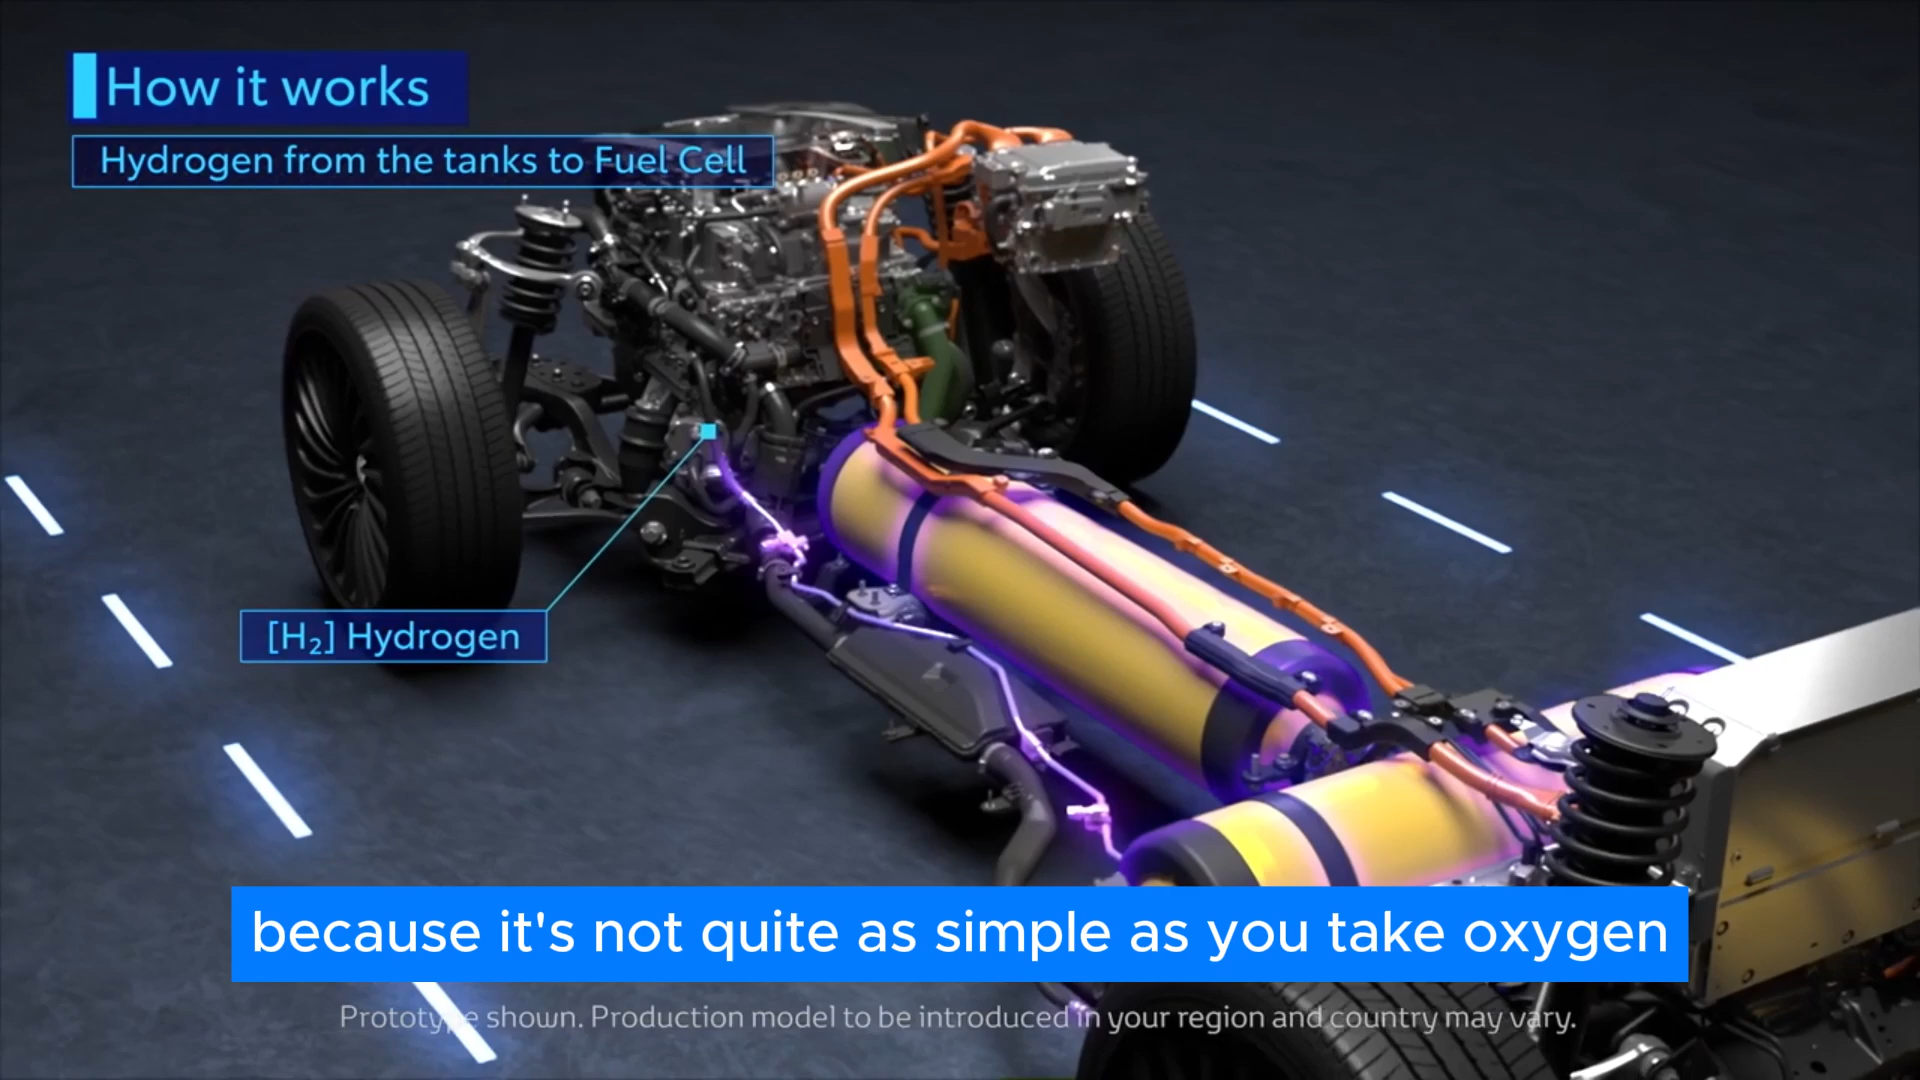 How it works
Hydrogen from the tanks to Fuel Cell
[H₂] Hydrogen
because it's not quite as simple as you take oxygen
Prototype shown. Production model to be introduced in your region and country may vary.